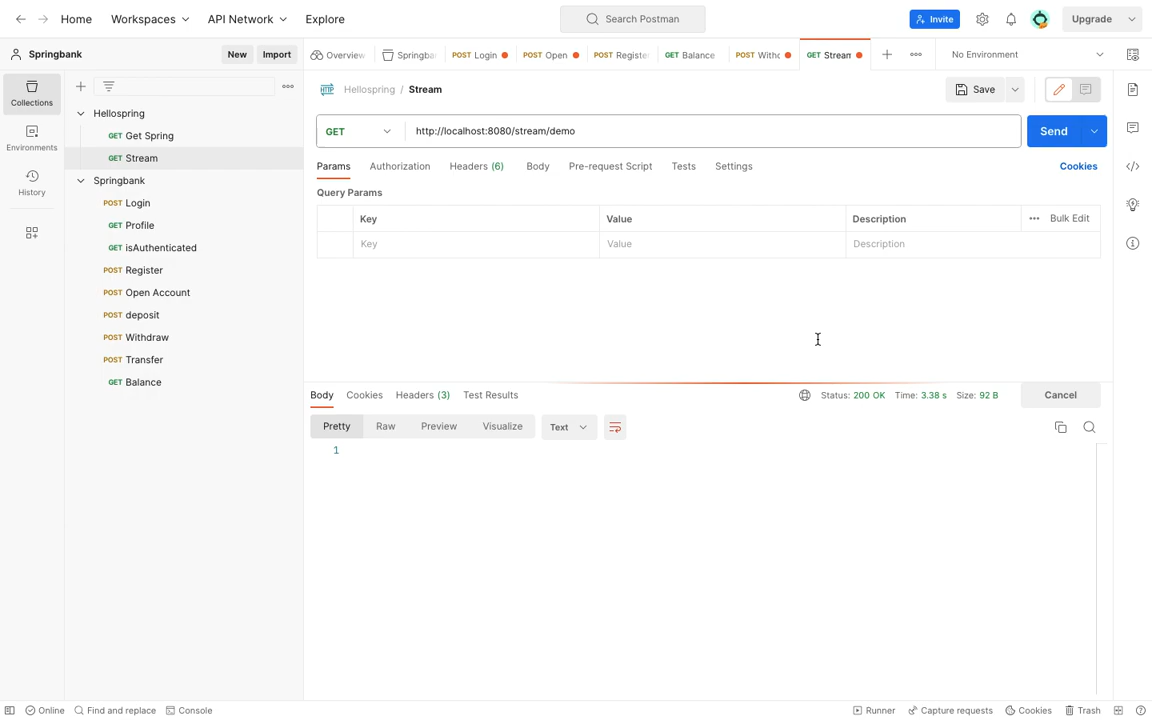 Home Workspaces API Network Explore Search Postman Invite Upgrade
Springbank New Import Overview Springba POST Login POST Open POST Registe GET Balance POST Withd GET Stream No Environment
Collections
Environments
History
Hellospring
GET Get Spring
GET Stream
Springbank
POST Login
GET Profile
GET isAuthenticated
POST Register
POST Open Account
POST deposit
POST Withdraw
POST Transfer
GET Balance
HTTP Hellospring / Stream Save
GET http://localhost:8080/stream/demo Send
Params Authorization Headers (6) Body Pre-request Script Tests Settings Cookies
Query Params
Key Value Description Bulk Edit
Key Value Description
Body Cookies Headers (3) Test Results Status: 200 OK Time: 3.38 s Size: 92 B Cancel
Pretty Raw Preview Visualize Text
1
Online Find and replace Console Runner Capture requests Cookies Trash